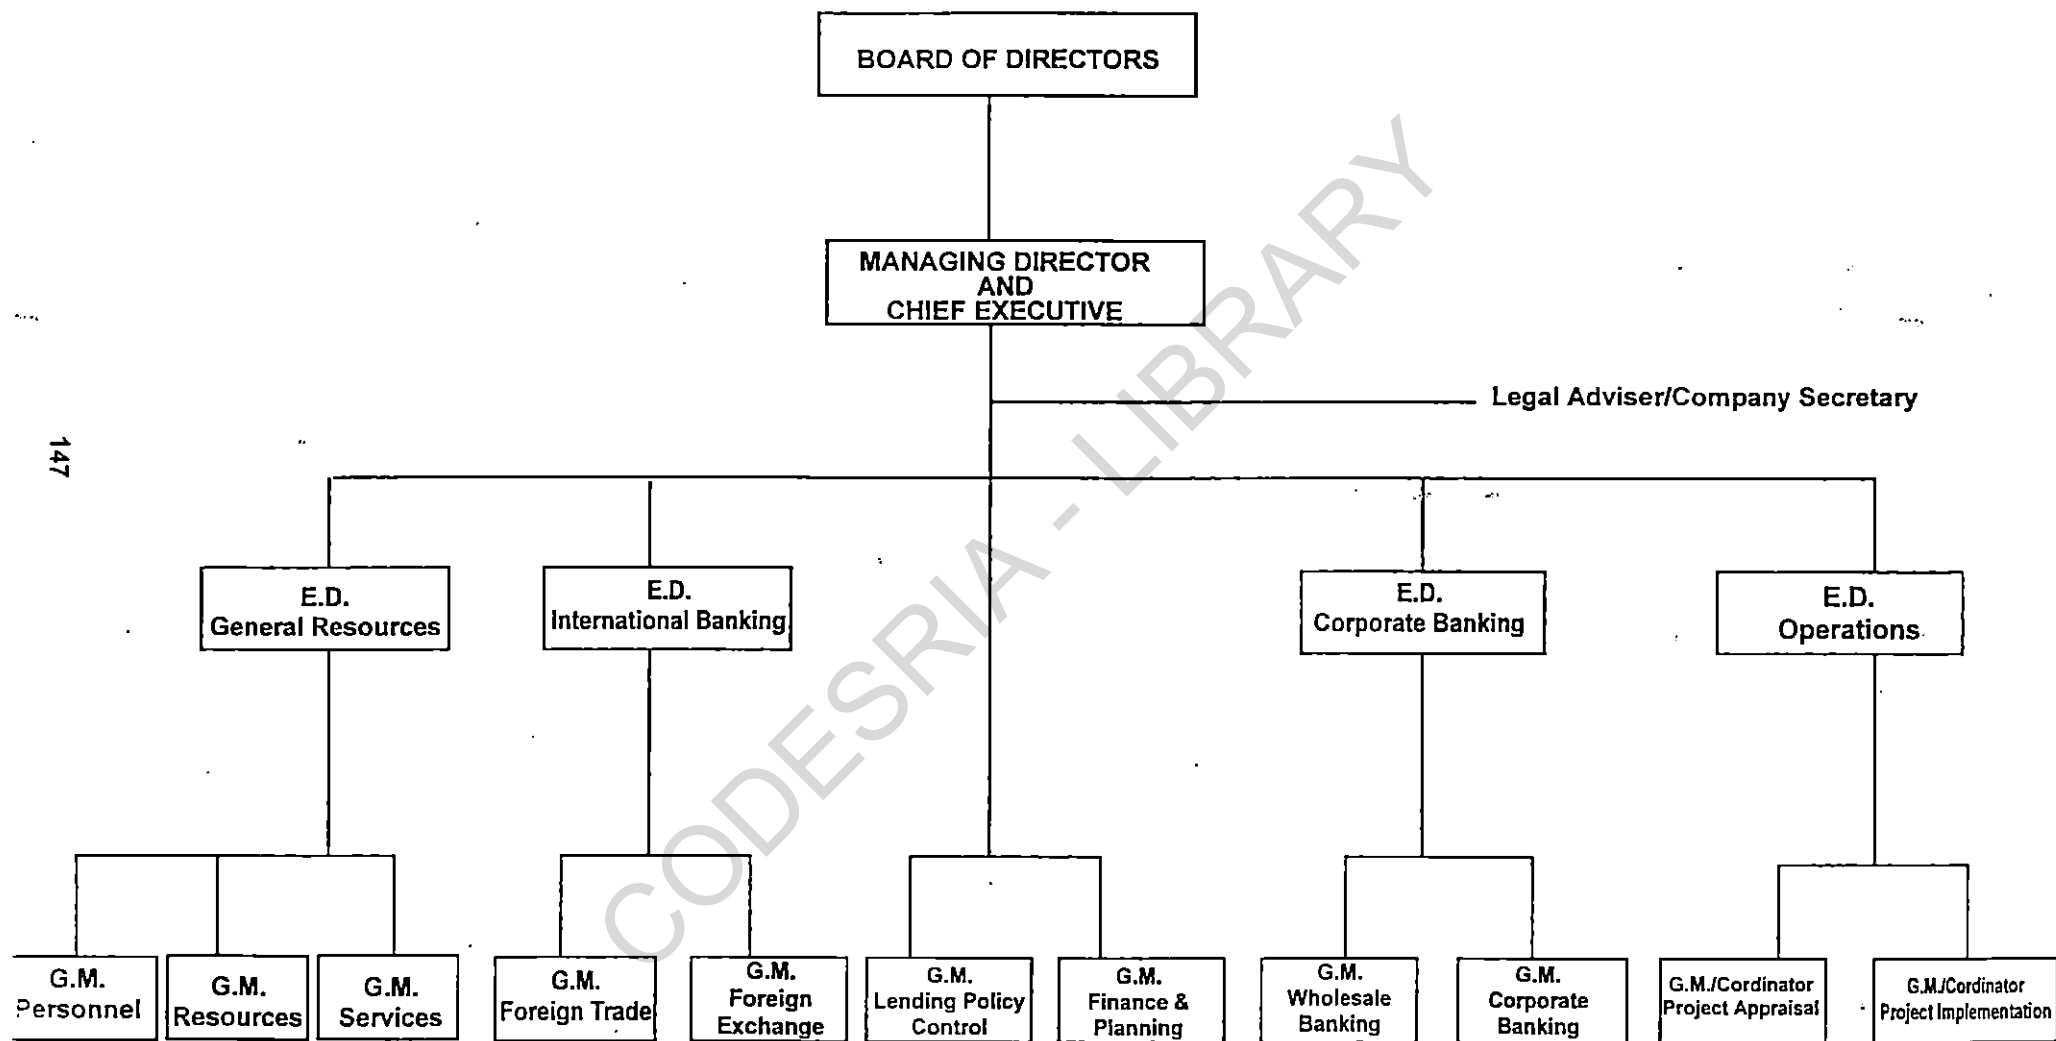 BOARD OF DIRECTORS
MANAGING DIRECTOR
AND
CHIEF EXECUTIVE
Legal Adviser/Company Secretary
147
E.D.
General Resources
E.D.
International Banking
E.D.
Corporate Banking
E.D.
Operations
G.M.
Personnel
G.M.
Resources
G.M.
Services
G.M.
Foreign Trade
G.M.
Foreign
Exchange
G.M.
Lending Policy
Control
G.M.
Finance &
Planning
G.M.
Wholesale
Banking
G.M.
Corporate
Banking
G.M./Cordinator
Project Appraisal
G.M./Cordinator
Project Implementation
CODESRIA - LIBRARY